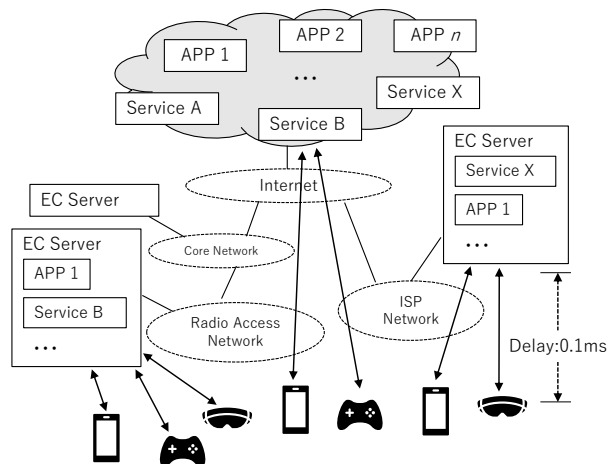 APP 1
APP 2
APP n
...
Service A
Service X
Service B
Internet
EC Server
Service X
APP 1
...
EC Server
Core Network
EC Server
APP 1
Service B
...
Radio Access
Network
ISP
Network
Delay:0.1ms